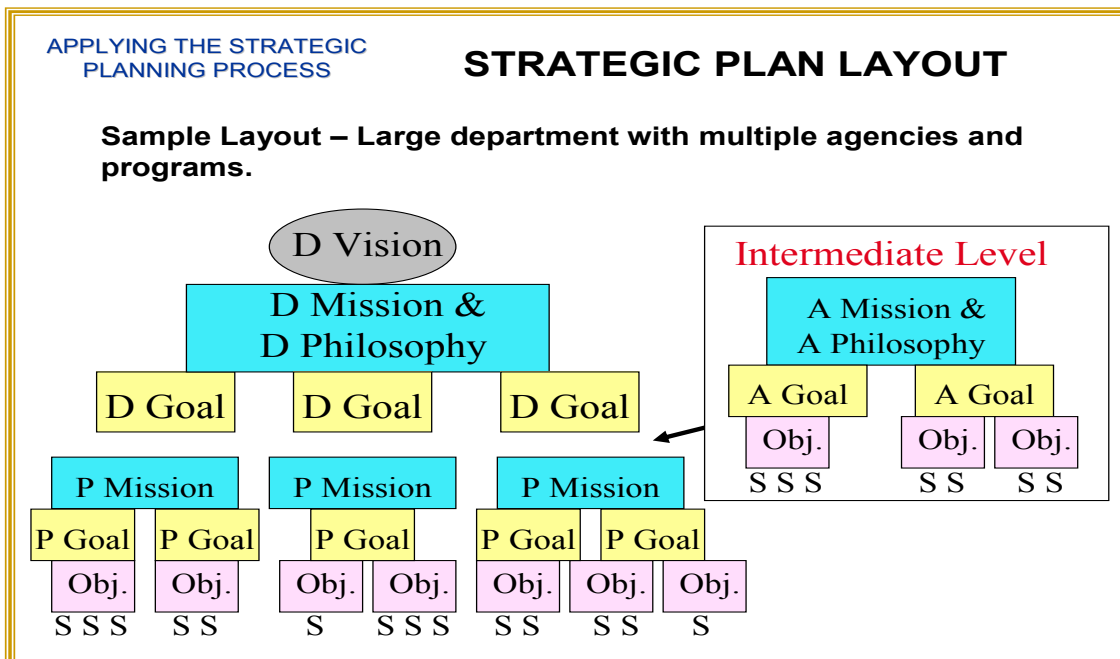 APPLYING THE STRATEGIC
PLANNING PROCESS
STRATEGIC PLAN LAYOUT
Sample Layout – Large department with multiple agencies and
programs.
D Vision
D Mission &
D Philosophy
D Goal D Goal D Goal
P Mission P Mission P Mission
P Goal P Goal P Goal P Goal P Goal
Obj. Obj. Obj. Obj. Obj. Obj. Obj.
S S S S S S S S S S S S S S
Intermediate Level
A Mission &
A Philosophy
A Goal A Goal
Obj. Obj. Obj.
S S S S S S S